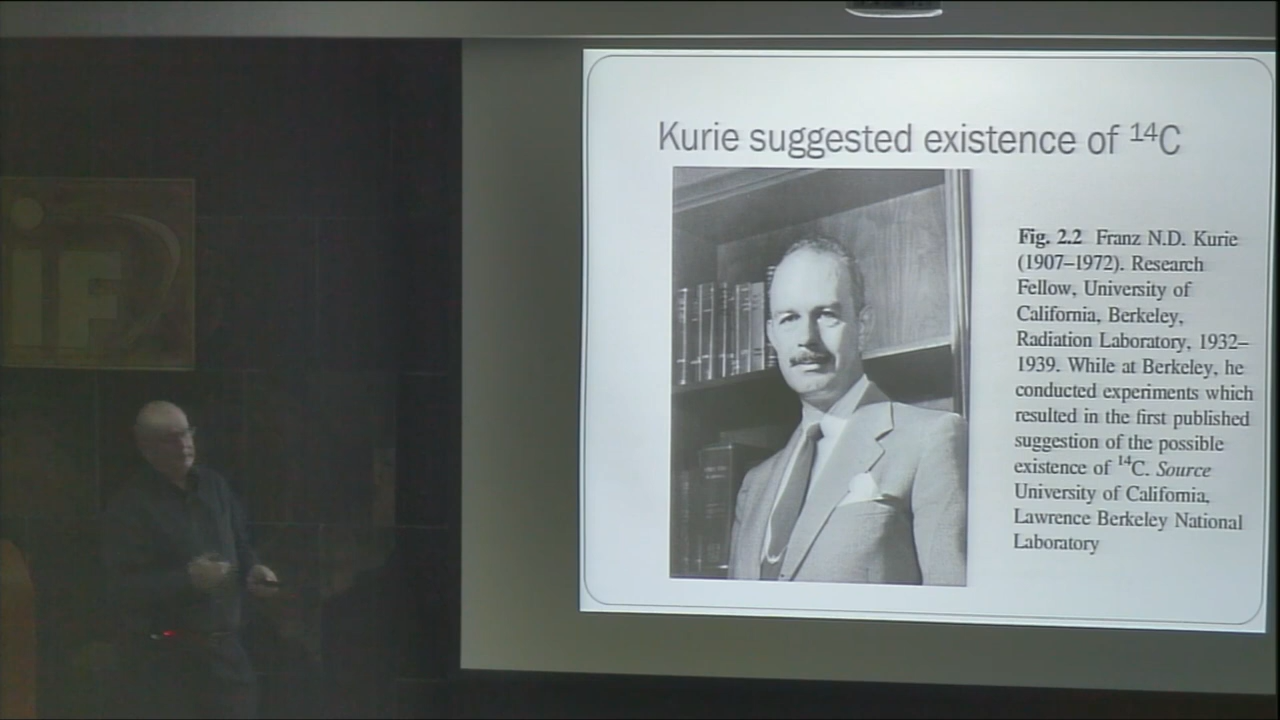 iF
Kurie suggested existence of ¹⁴C
Fig. 2.2 Franz N.D. Kurie
(1907–1972). Research
Fellow, University of
California, Berkeley,
Radiation Laboratory, 1932–
1939. While at Berkeley, he
conducted experiments which
resulted in the first published
suggestion of the possible
existence of ¹⁴C. Source
University of California,
Lawrence Berkeley National
Laboratory